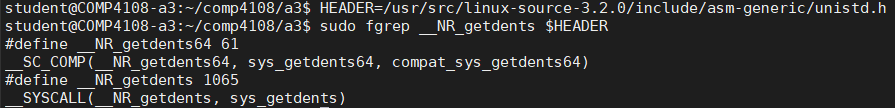 student@COMP4108-a3:~/comp4108/a3$ HEADER=/usr/src/linux-source-3.2.0/include/asm-generic/unistd.h
student@COMP4108-a3:~/comp4108/a3$ sudo fgrep __NR_getdents $HEADER
#define __NR_getdents64 61
__SC_COMP(__NR_getdents64, sys_getdents64, compat_sys_getdents64)
#define __NR_getdents 1065
__SYSCALL(__NR_getdents, sys_getdents)